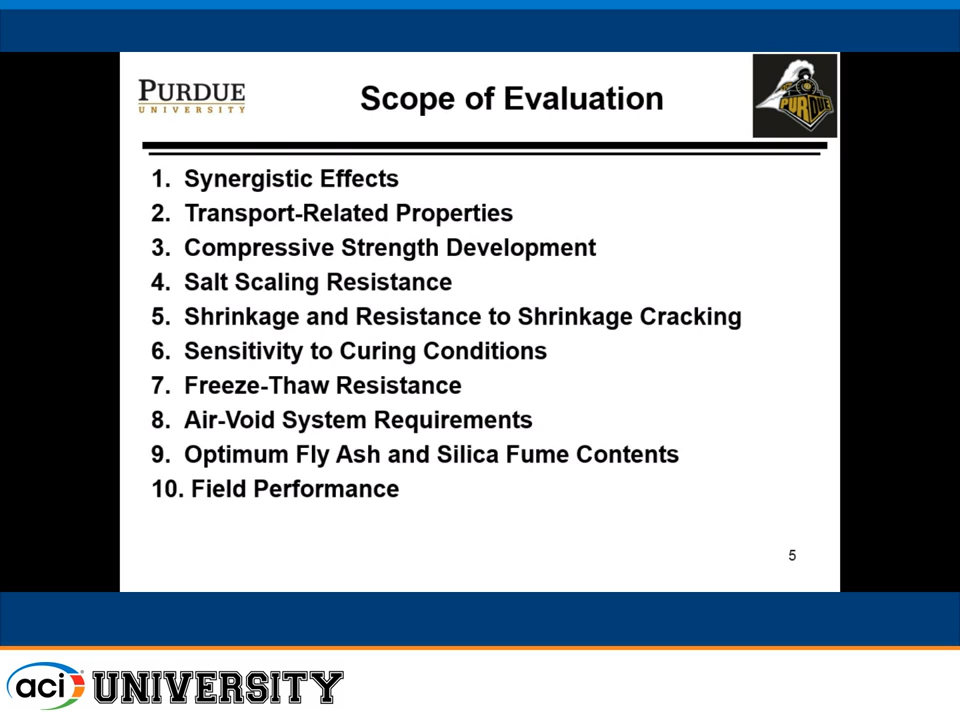 PURDUE
UNIVERSITY
Scope of Evaluation
PURDUE
1. Synergistic Effects
2. Transport-Related Properties
3. Compressive Strength Development
4. Salt Scaling Resistance
5. Shrinkage and Resistance to Shrinkage Cracking
6. Sensitivity to Curing Conditions
7. Freeze-Thaw Resistance
8. Air-Void System Requirements
9. Optimum Fly Ash and Silica Fume Contents
10. Field Performance
5
aci UNIVERSITY